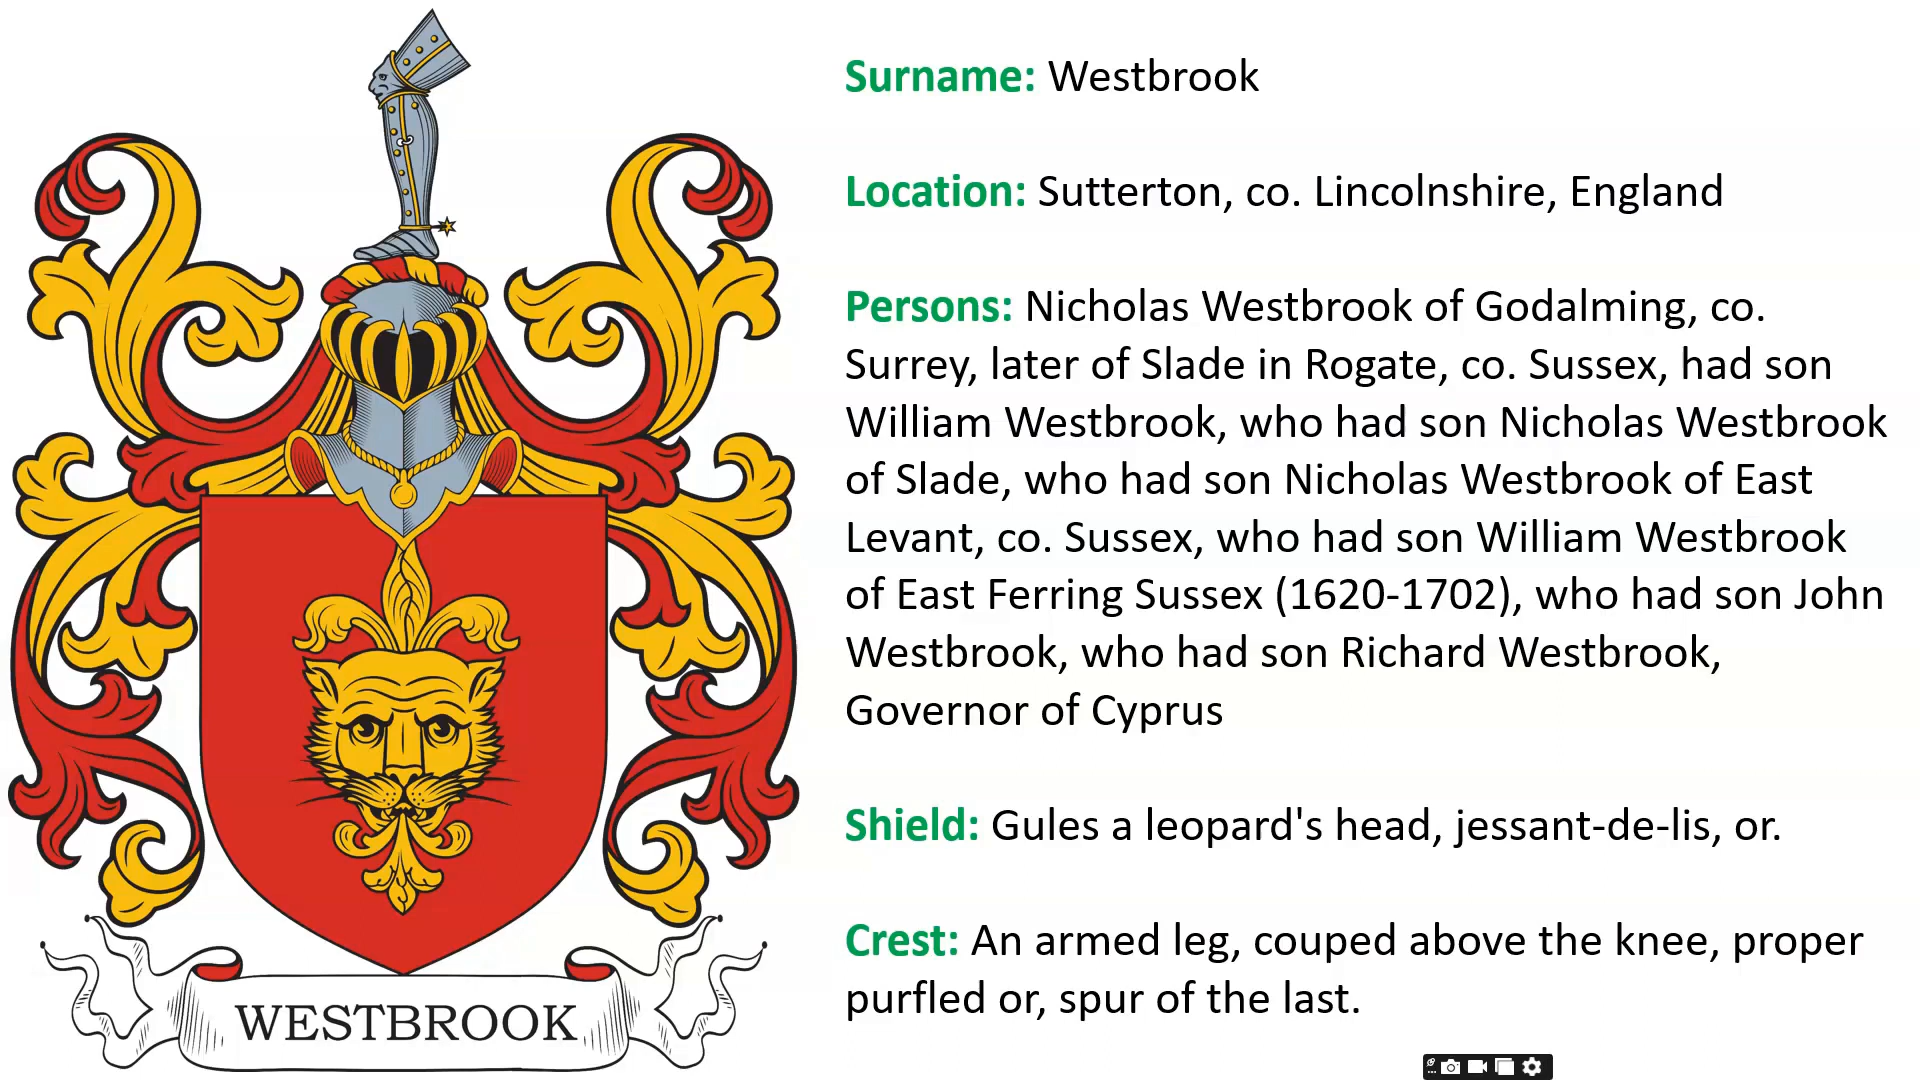 Surname: Westbrook
Location: Sutterton, co. Lincolnshire, England
Persons: Nicholas Westbrook of Godalming, co.
Surrey, later of Slade in Rogate, co. Sussex, had son
William Westbrook, who had son Nicholas Westbrook
of Slade, who had son Nicholas Westbrook of East
Levant, co. Sussex, who had son William Westbrook
of East Ferring Sussex (1620-1702), who had son John
Westbrook, who had son Richard Westbrook,
Governor of Cyprus
Shield: Gules a leopard's head, jessant-de-lis, or.
Crest: An armed leg, couped above the knee, proper
purfled or, spur of the last.
WESTBROOK